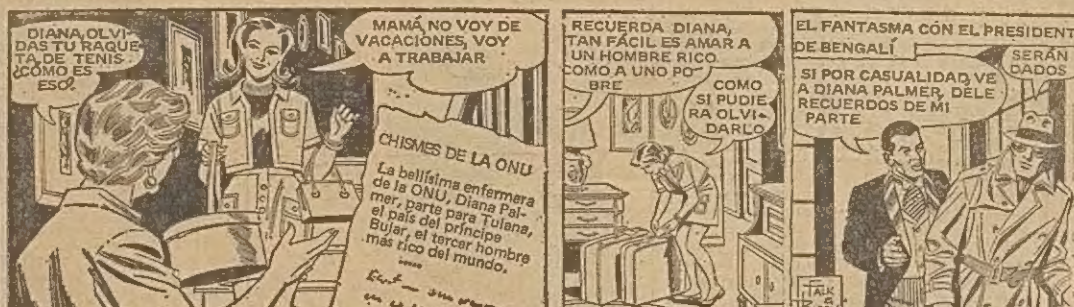 DIANA, OLVI-
DAS TU RAQUE
TA DE TENIS
¿CÓMO ES
ESO?
MAMÁ, NO VOY DE
VACACIONES, VOY
A TRABAJAR
CHISMES DE LA ONU
La bellísima enfermera
de la ONU, Diana Pal-
mer, parte para Tulana,
el país del príncipe
Bujar, el tercer hombre
más rico del mundo.
RECUERDA DIANA,
TAN FÁCIL ES AMAR A
UN HOMBRE RICO
COMO A UNO PO-
BRE
COMO
SI PUDIE
RA OLVI-
DARLO
EL FANTASMA CÓN EL PRESIDENT
DE BENGALÍ
SI POR CASUALIDAD VE
A DIANA PALMER, DÉLE
RECUERDOS DE MI
PARTE
SERÁN
DADOS
FALK